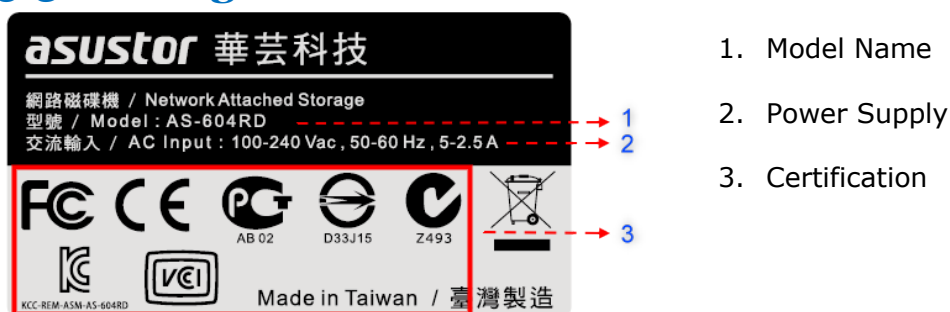 asustor 華芸科技
網路磁碟機 / Network Attached Storage
型號 / Model : AS-604RD
交流輸入 / AC Input : 100-240 Vac , 50-60 Hz , 5-2.5 A
1
2
FC CE PCT
AB 02
D33J15
Z493
3
KCC-REM-ASM-AS-604RD
VCI
Made in Taiwan / 臺灣製造
1. Model Name
2. Power Supply
3. Certification